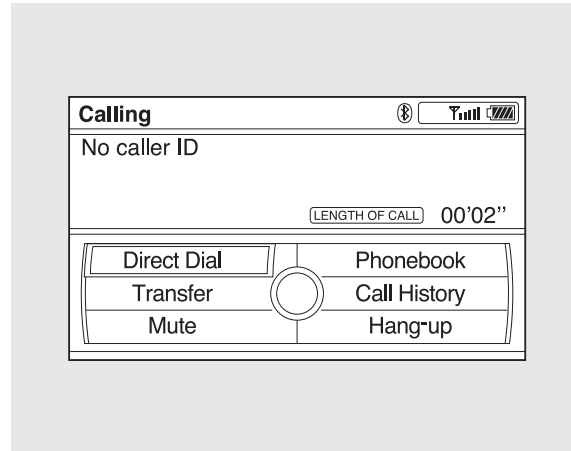 Calling
No caller ID
LENGTH OF CALL 00’02’’
Direct Dial Phonebook
Transfer Call History
Mute Hang-up